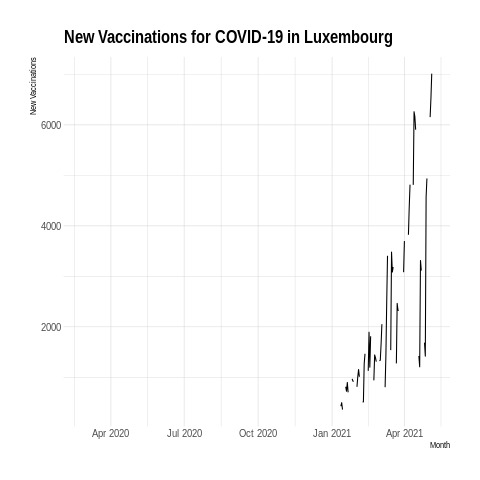 New Vaccinations for COVID-19 in Luxembourg
New Vaccinations
6000
4000
2000
Apr 2020 Jul 2020 Oct 2020 Jan 2021 Apr 2021
Month